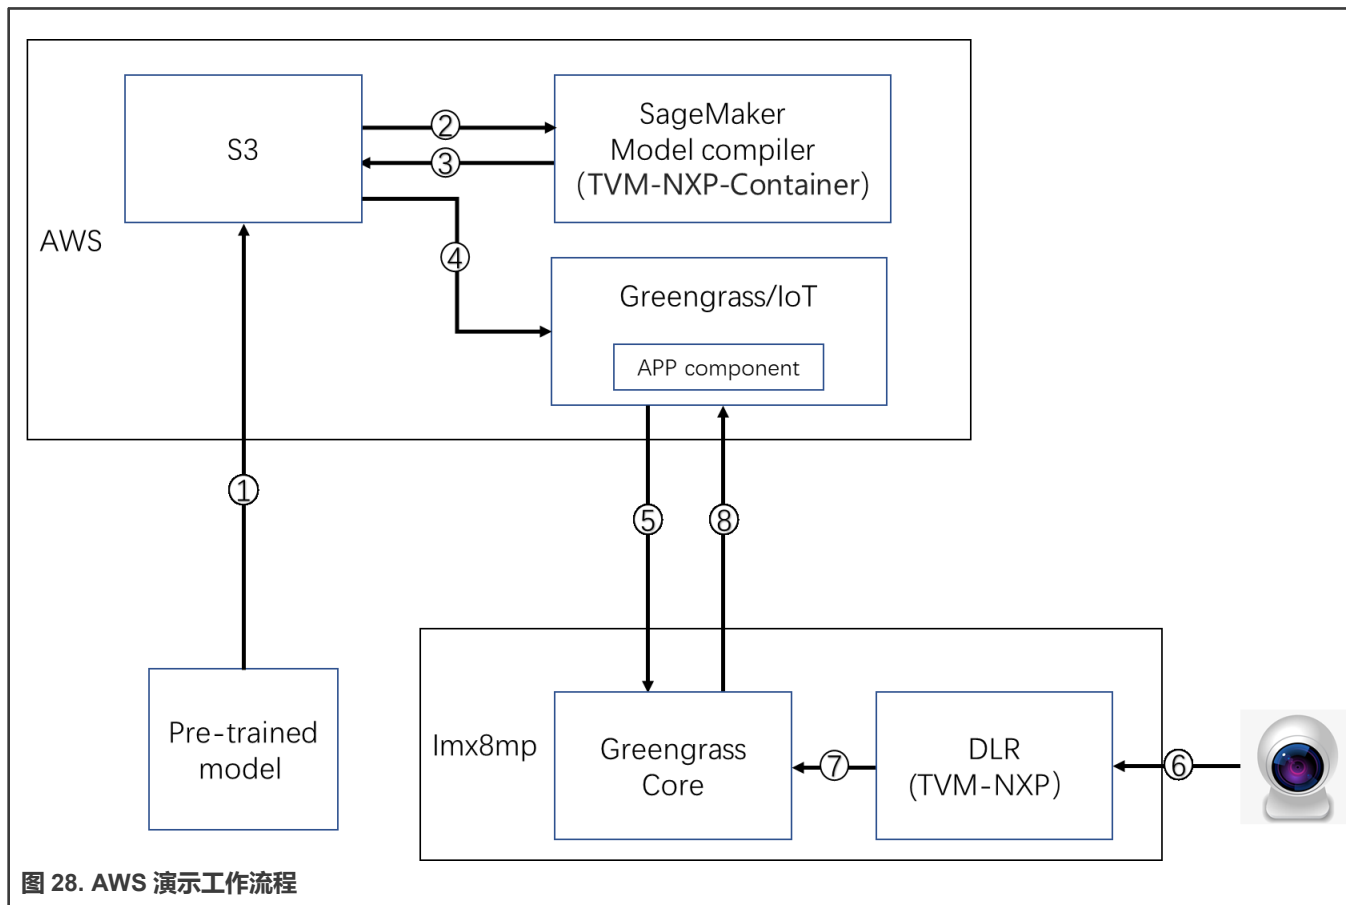 S3
②
③
SageMaker
Model compiler
(TVM-NXP-Container)
AWS
④
Greengrass/IoT
APP component
①
⑤
⑧
Pre-trained
model
Imx8mp
Greengrass
Core
⑦
DLR
(TVM-NXP)
⑥
图 28. AWS 演示工作流程